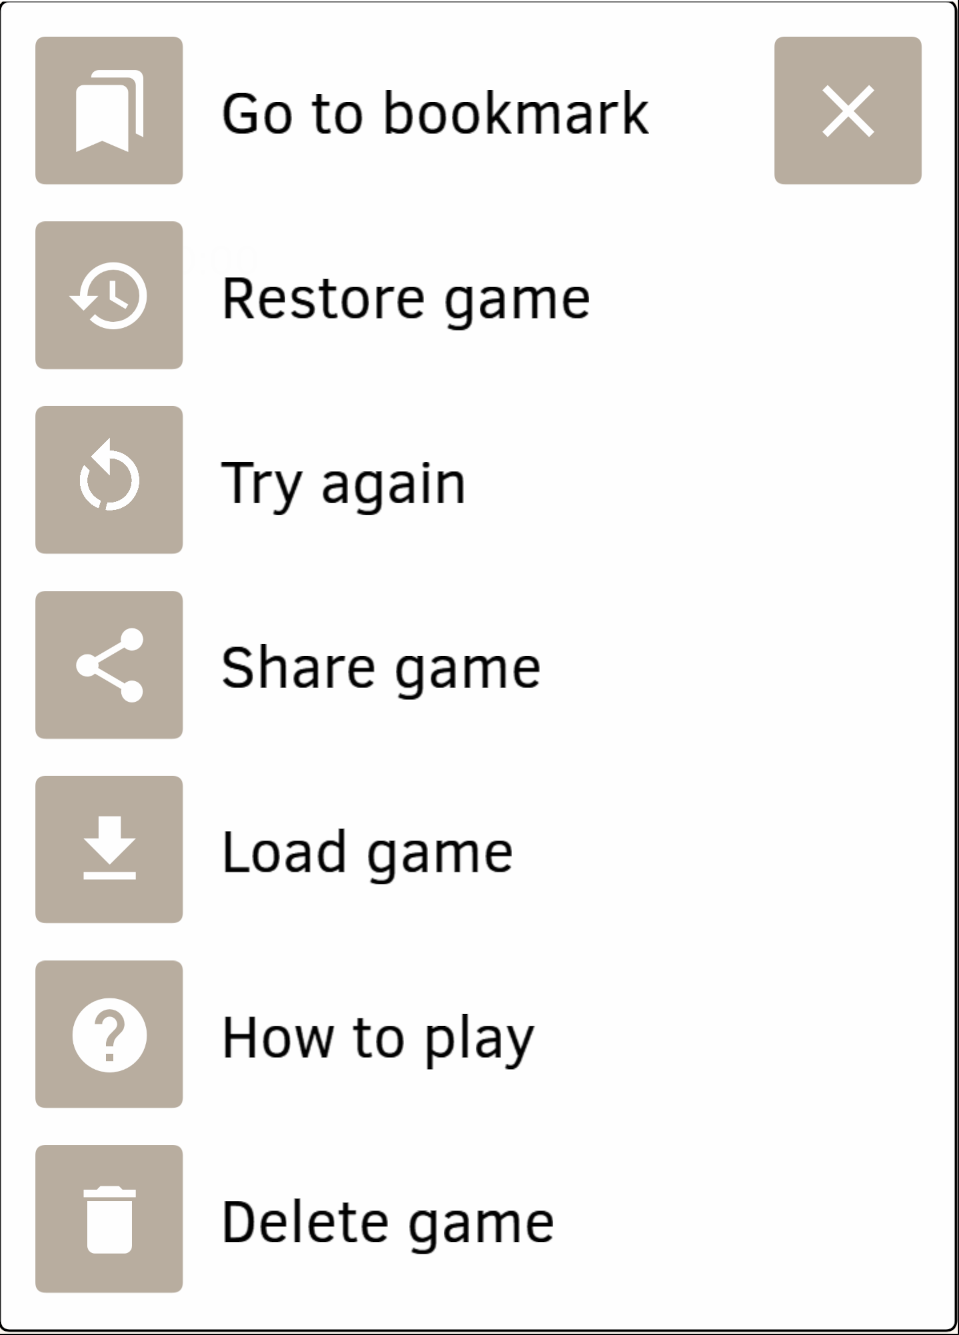 Go to bookmark
Restore game
Try again
Share game
Load game
How to play
Delete game